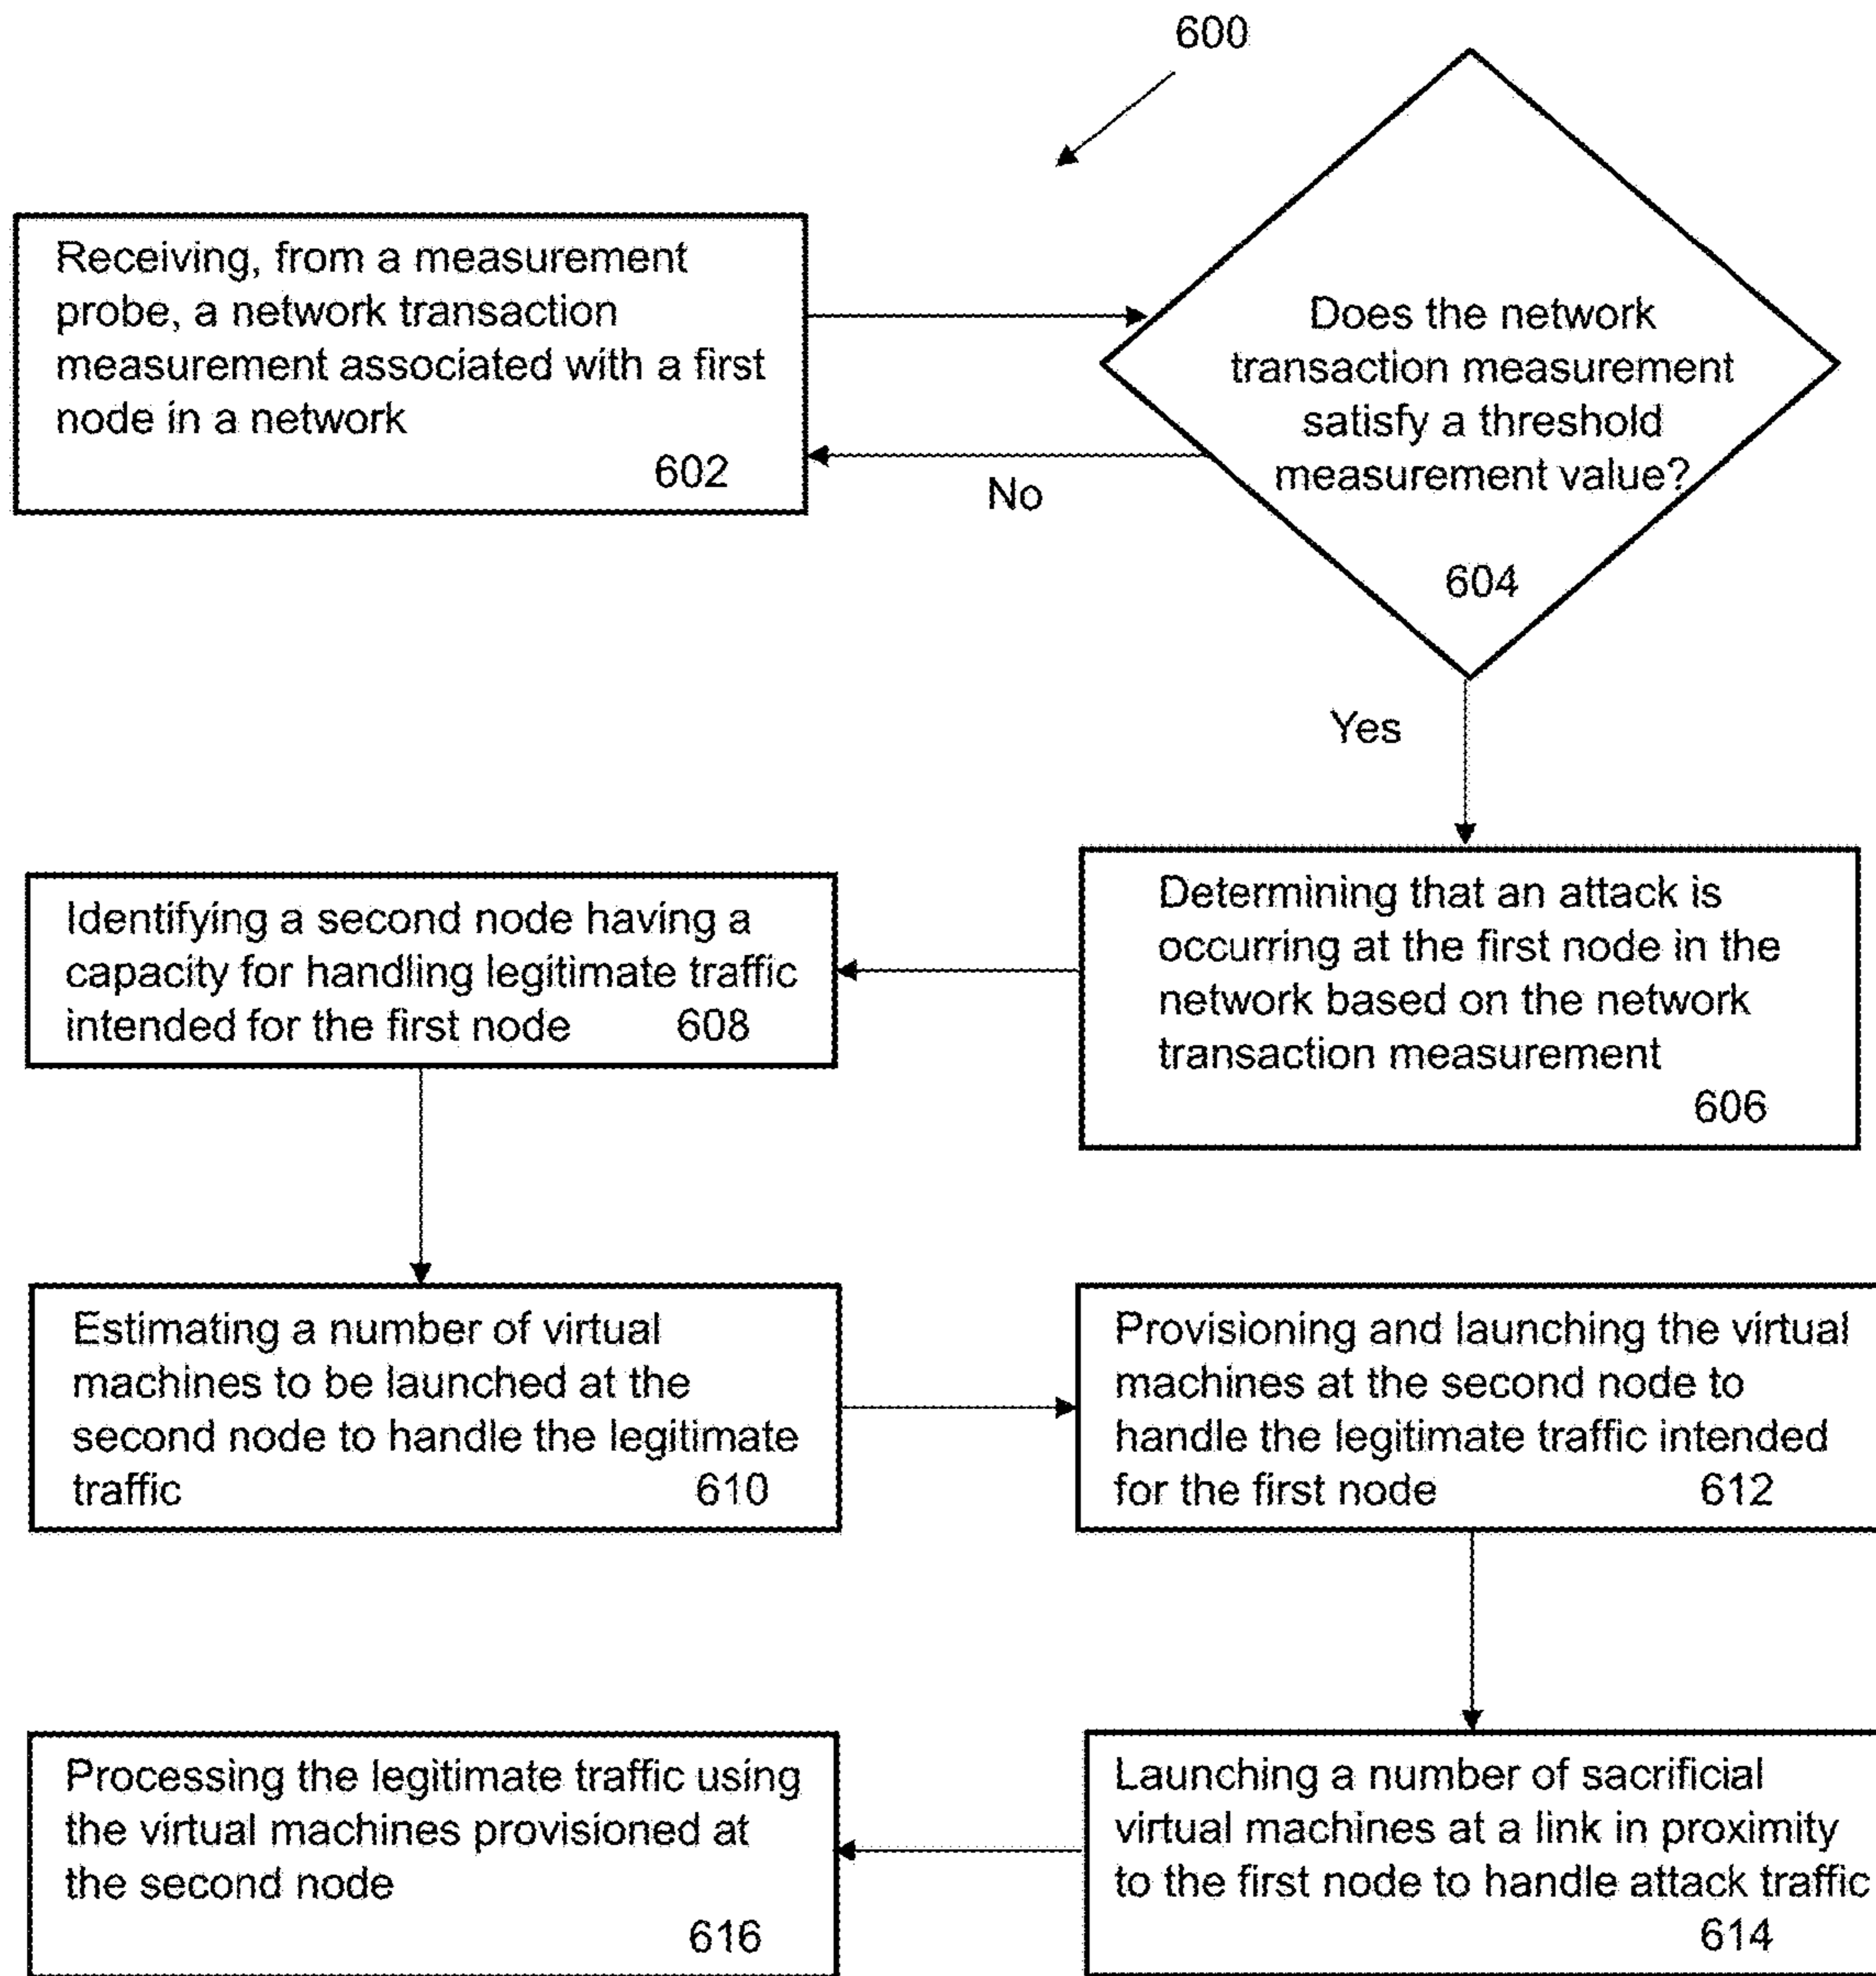 600
Receiving, from a measurement
probe, a network transaction
measurement associated with a first
node in a network
602
Does the network
transaction measurement
satisfy a threshold
measurement value?
604
No
Yes
Determining that an attack is
occurring at the first node in the
network based on the network
transaction measurement
606
Identifying a second node having a
capacity for handling legitimate traffic
intended for the first node 608
Estimating a number of virtual
machines to be launched at the
second node to handle the legitimate
traffic 610
Provisioning and launching the virtual
machines at the second node to
handle the legitimate traffic intended
for the first node 612
Launching a number of sacrificial
virtual machines at a link in proximity
to the first node to handle attack traffic
614
Processing the legitimate traffic using
the virtual machines provisioned at
the second node
616